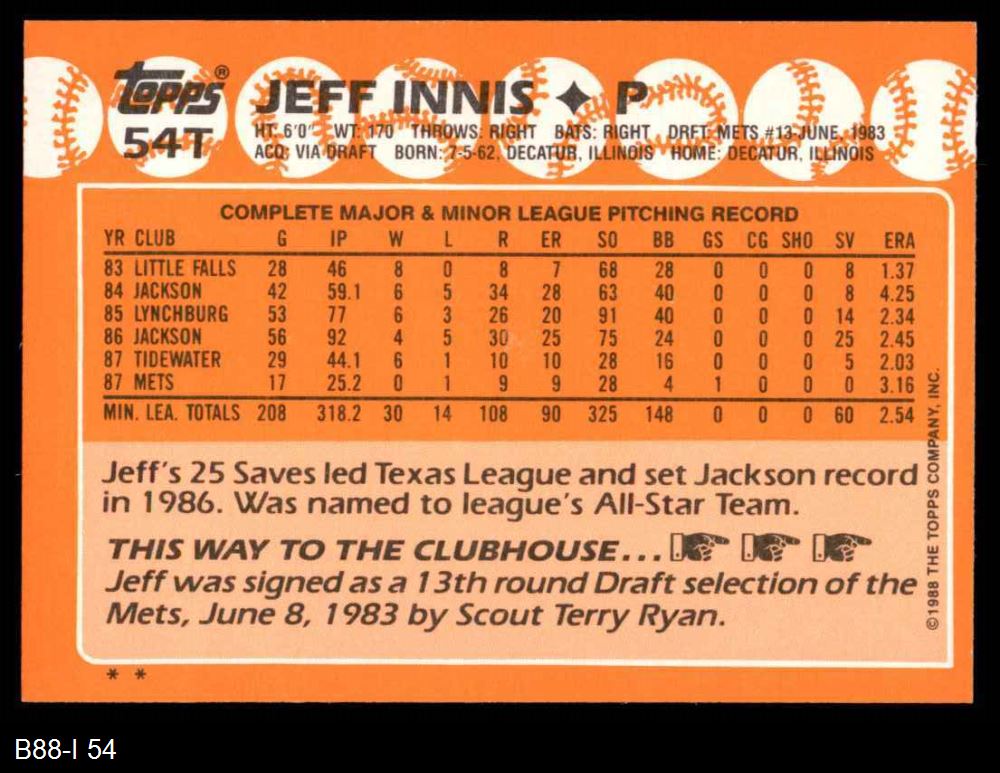 TOPPS®
54T
JEFF INNIS ✦ P
HT: 6'0" WT: 170 THROWS: RIGHT BATS: RIGHT DRFT: METS #13-JUNE, 1983
ACQ: VIA DRAFT BORN: 7-5-62, DECATUR, ILLINOIS HOME: DECATUR, ILLINOIS
COMPLETE MAJOR & MINOR LEAGUE PITCHING RECORD
YR CLUB G IP W L R ER SO BB GS CG SHO SV ERA
83 LITTLE FALLS 28 46 8 0 8 7 68 28 0 0 0 8 1.37
84 JACKSON 42 59.1 6 5 34 28 63 40 0 0 0 8 4.25
85 LYNCHBURG 53 77 6 3 26 20 91 40 0 0 0 14 2.34
86 JACKSON 56 92 4 5 30 25 75 24 0 0 0 25 2.45
87 TIDEWATER 29 44.1 6 1 10 10 28 16 0 0 0 5 2.03
87 METS 17 25.2 0 1 9 9 28 4 1 0 0 0 3.16
MIN. LEA. TOTALS 208 318.2 30 14 108 90 325 148 0 0 0 60 2.54
Jeff's 25 Saves led Texas League and set Jackson record
in 1986. Was named to league's All-Star Team.
THIS WAY TO THE CLUBHOUSE...
Jeff was signed as a 13th round Draft selection of the
Mets, June 8, 1983 by Scout Terry Ryan.
©1988 THE TOPPS COMPANY, INC.
* *
B88-I 54